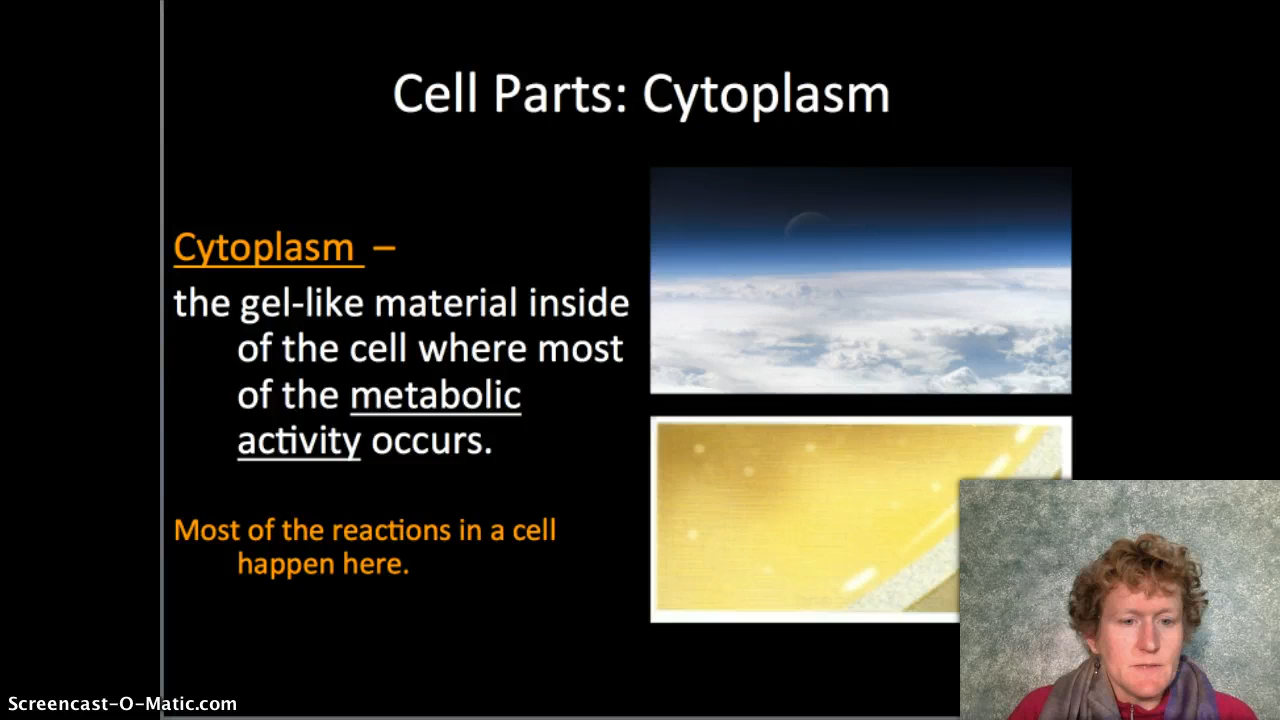 Cell Parts: Cytoplasm
Cytoplasm –
the gel-like material inside
of the cell where most
of the metabolic
activity occurs.
Most of the reactions in a cell
happen here.
Screencast-O-Matic.com